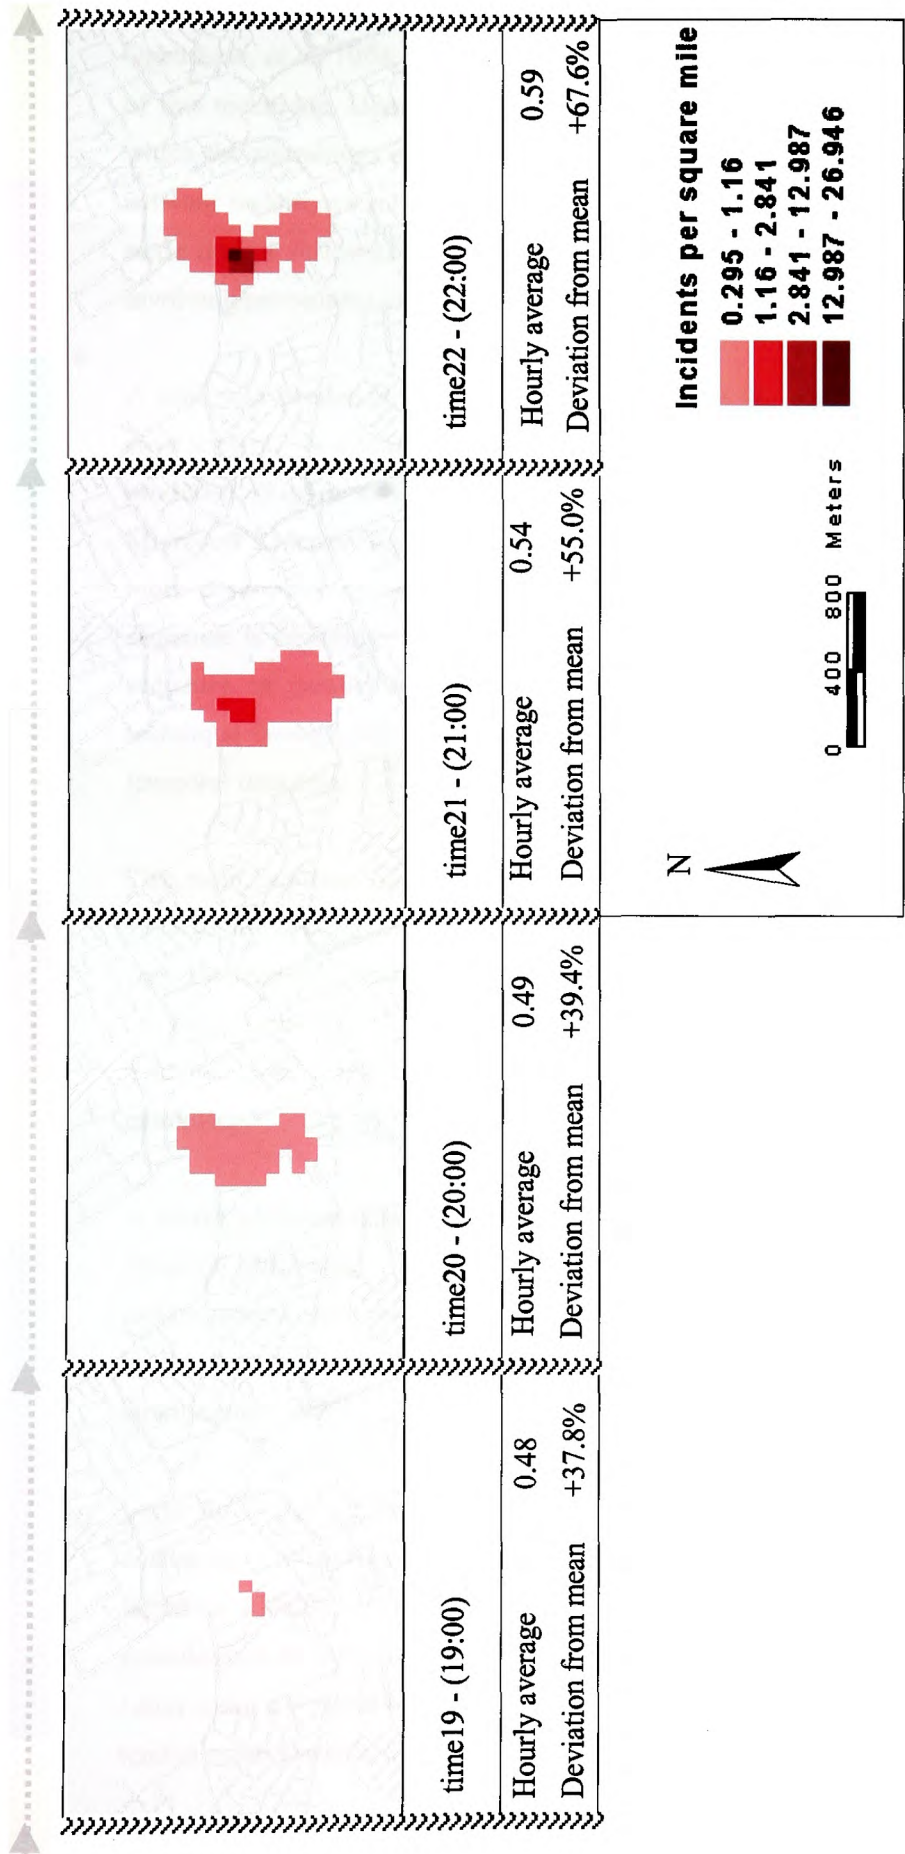 time19 - (19:00)
Hourly average 0.48
Deviation from mean +37.8%
time20 - (20:00)
Hourly average 0.49
Deviation from mean +39.4%
time21 - (21:00)
Hourly average 0.54
Deviation from mean +55.0%
time22 - (22:00)
Hourly average 0.59
Deviation from mean +67.6%
N
0 400 800 Meters
Incidents per square mile
0.295 - 1.16
1.16 - 2.841
2.841 - 12.987
12.987 - 26.946